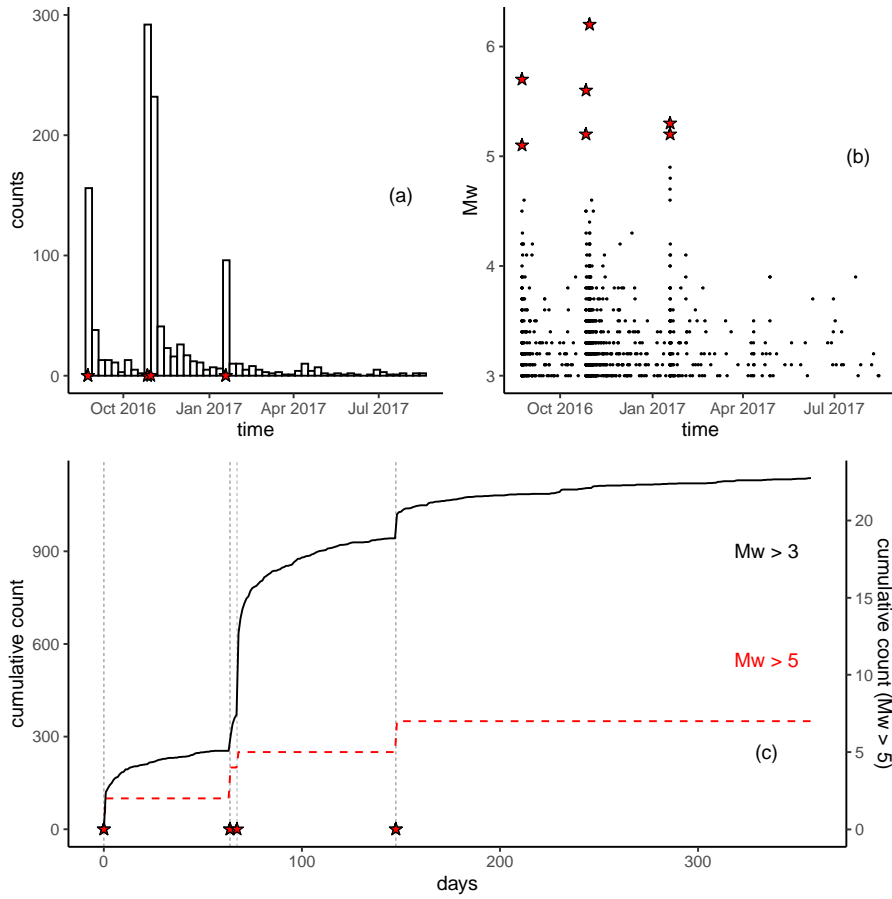 300
200
100
0
counts
(a)
Oct 2016 Jan 2017 Apr 2017 Jul 2017
time
6
5
4
3
Mw
(b)
Oct 2016 Jan 2017 Apr 2017 Jul 2017
time
900
600
300
0
cumulative count
Mw > 3
Mw > 5
(c)
20
15
10
5
0
cumulative count (Mw > 5)
0 100 200 300
days